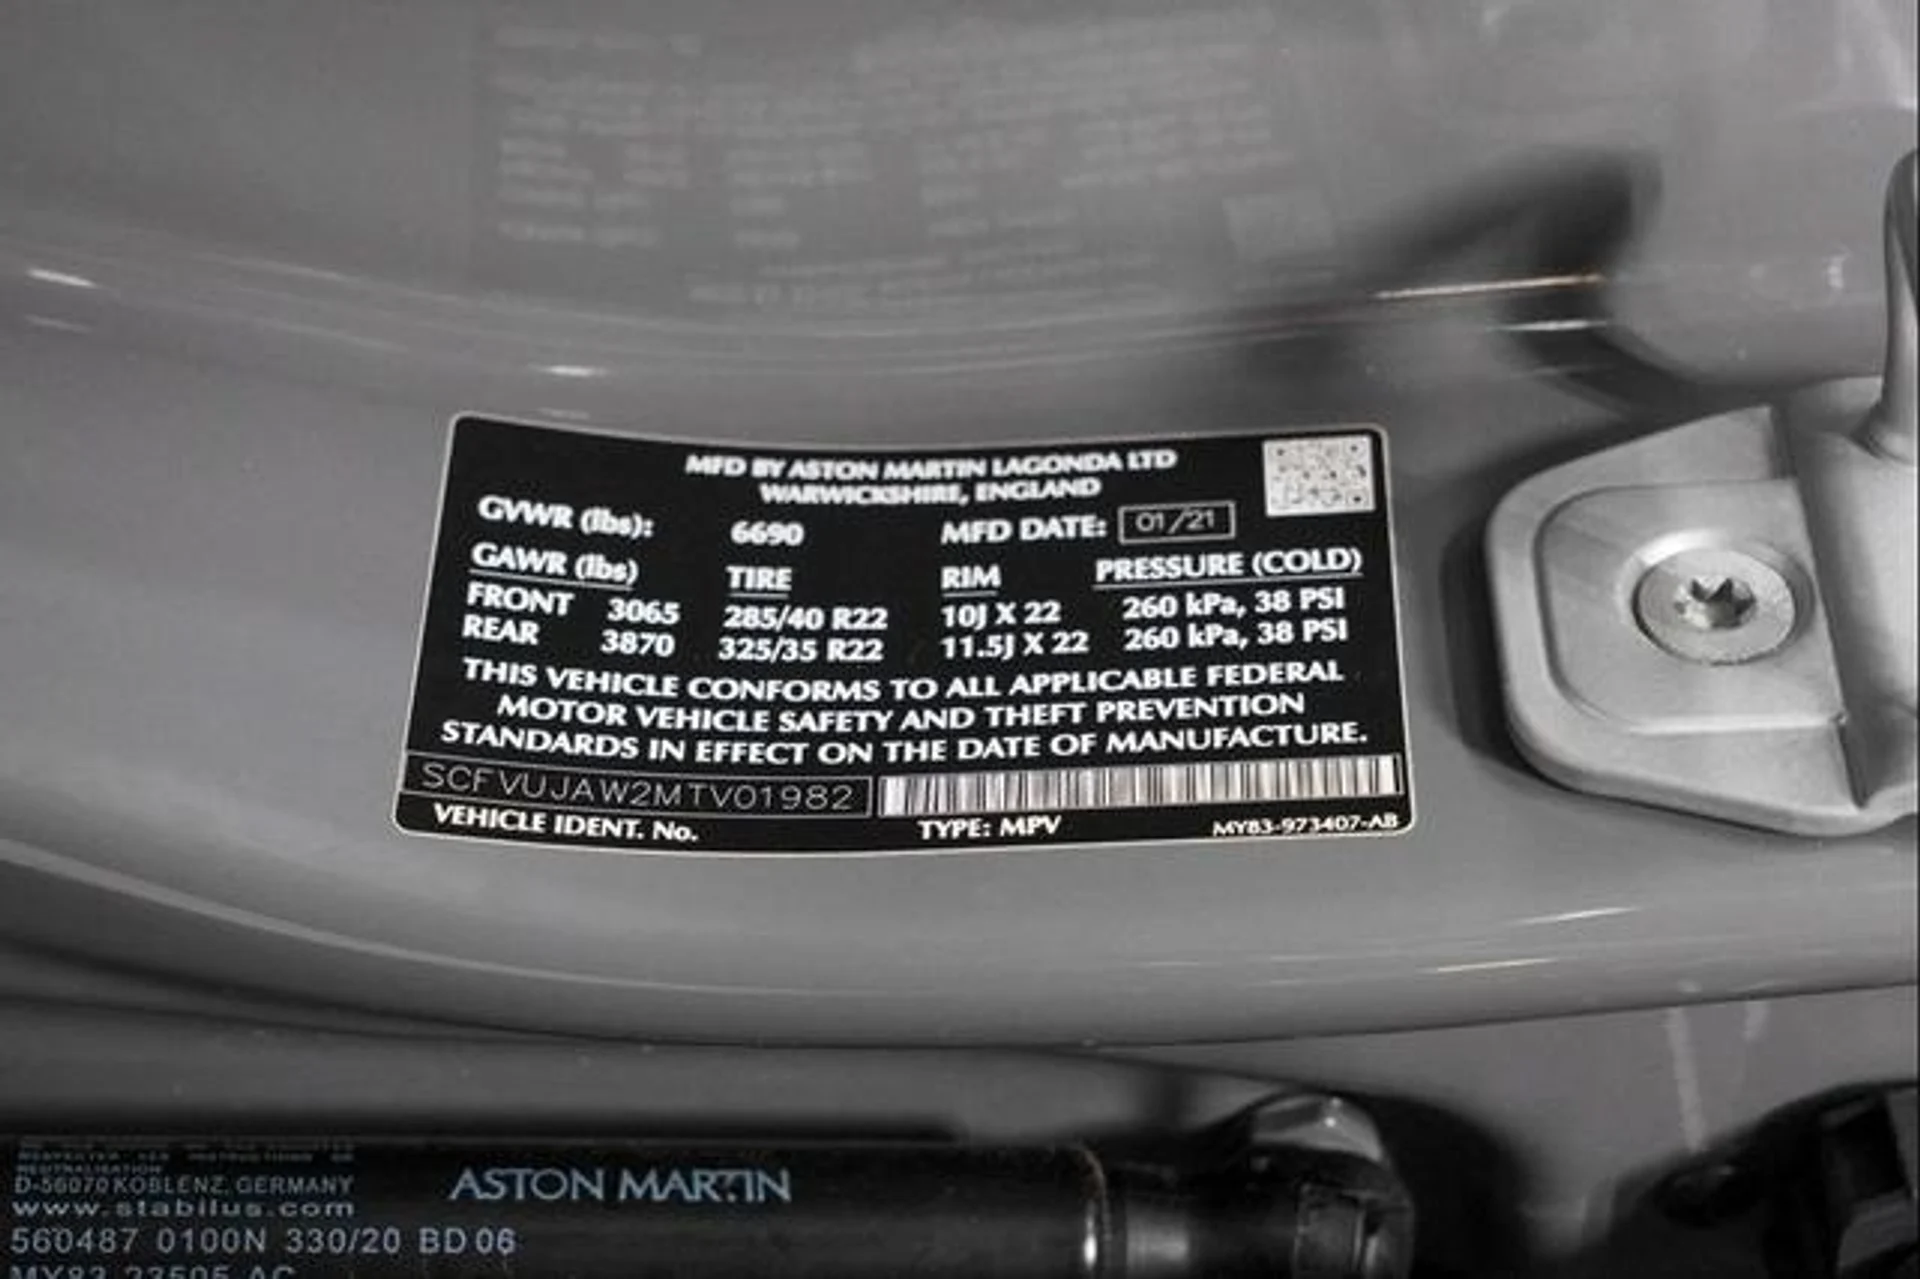 MFD BY ASTON MARTIN LAGONDA LTD
WARWICKSHIRE, ENGLAND
GVWR (lbs): 6690 MFD DATE: 01/21
GAWR (lbs) TIRE RIM PRESSURE (COLD)
FRONT 3065 285/40 R22 10J X 22 260 kPa, 38 PSI
REAR 3870 325/35 R22 11.5J X 22 260 kPa, 38 PSI
THIS VEHICLE CONFORMS TO ALL APPLICABLE FEDERAL
MOTOR VEHICLE SAFETY AND THEFT PREVENTION
STANDARDS IN EFFECT ON THE DATE OF MANUFACTURE.
SCFVUJAW2MTV01982
VEHICLE IDENT. No. TYPE: MPV MY83-973407-AB
D-56070 KOBLENZ, GERMANY
www.stabilus.com
560487 0100N 330/20 BD 06
ASTON MARTIN